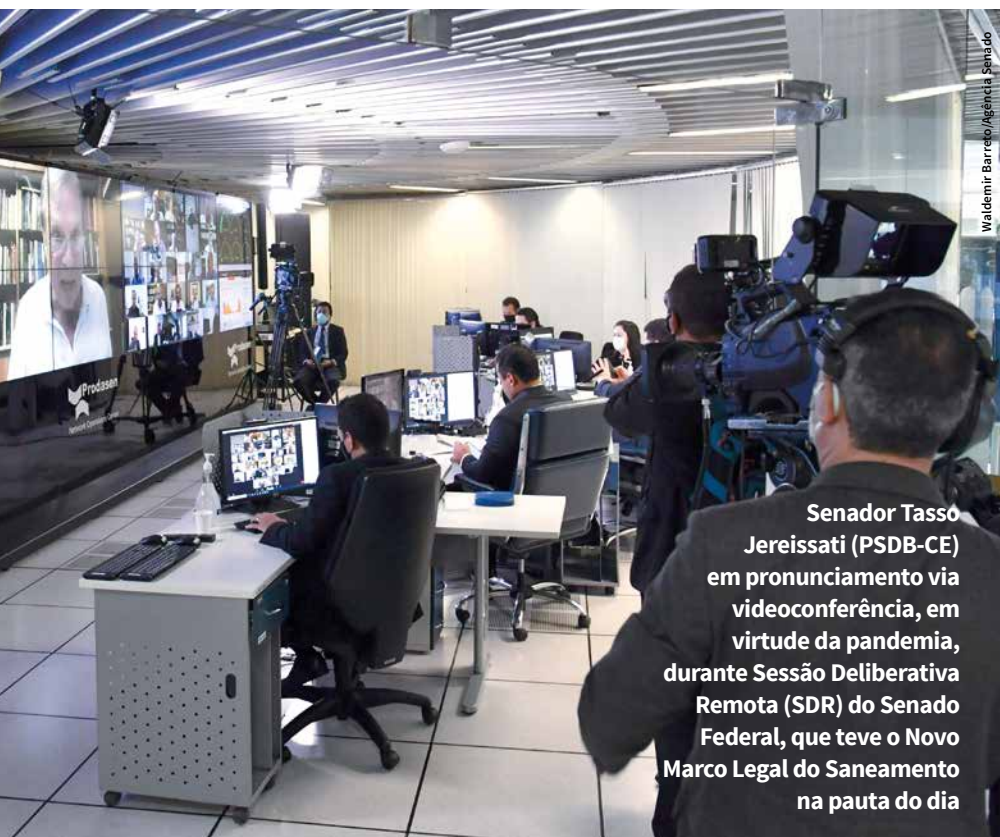 Waldemir Barreto/Agência Senado
Prodasen
Senador Tasso
Jereissati (PSDB-CE)
em pronunciamento via
videoconferência, em
virtude da pandemia,
durante Sessão Deliberativa
Remota (SDR) do Senado
Federal, que teve o Novo
Marco Legal do Saneamento
na pauta do dia